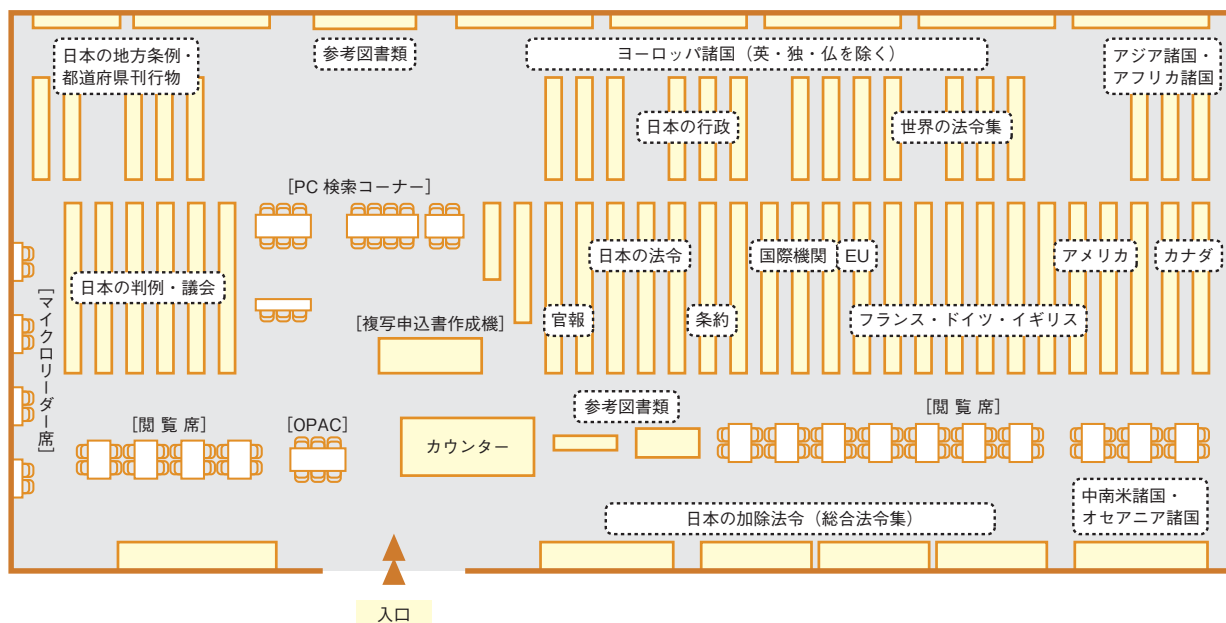 日本の地方条例・
都道府県刊行物
参考図書類
ヨーロッパ諸国（英・独・仏を除く）
アジア諸国・
アフリカ諸国
日本の行政
世界の法令集
［PC 検索コーナー］
日本の判例・議会
日本の法令
国際機関
EU
アメリカ
カナダ
［マイクロリーダー席］
［複写申込書作成機］
官報
条約
フランス・ドイツ・イギリス
［閲 覧 席］
［OPAC］
カウンター
参考図書類
［閲 覧 席］
中南米諸国・
オセアニア諸国
日本の加除法令（総合法令集）
入口